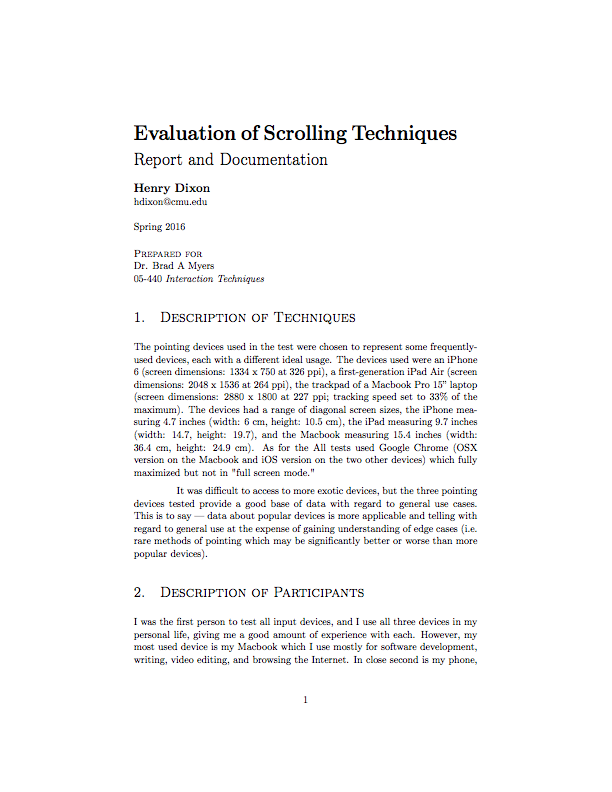 Evaluation of Scrolling Techniques
Report and Documentation
Henry Dixon
hdixon@cmu.edu
Spring 2016
Prepared for
Dr. Brad A Myers
05-440 Interaction Techniques
1. Description of Techniques
The pointing devices used in the test were chosen to represent some frequently-
used devices, each with a different ideal usage. The devices used were an iPhone
6 (screen dimensions: 1334 x 750 at 326 ppi), a first-generation iPad Air (screen
dimensions: 2048 x 1536 at 264 ppi), the trackpad of a Macbook Pro 15" laptop
(screen dimensions: 2880 x 1800 at 227 ppi; tracking speed set to 33% of the
maximum). The devices had a range of diagonal screen sizes, the iPhone mea-
suring 4.7 inches (width: 6 cm, height: 10.5 cm), the iPad measuring 9.7 inches
(width: 14.7, height: 19.7), and the Macbook measuring 15.4 inches (width:
36.4 cm, height: 24.9 cm). As for the All tests used Google Chrome (OSX
version on the Macbook and iOS version on the two other devices) which fully
maximized but not in "full screen mode."
It was difficult to access to more exotic devices, but the three pointing
devices tested provide a good base of data with regard to general use cases.
This is to say — data about popular devices is more applicable and telling with
regard to general use at the expense of gaining understanding of edge cases (i.e.
rare methods of pointing which may be significantly better or worse than more
popular devices).
2. Description of Participants
I was the first person to test all input devices, and I use all three devices in my
personal life, giving me a good amount of experience with each. However, my
most used device is my Macbook which I use mostly for software development,
writing, video editing, and browsing the Internet. In close second is my phone,
1